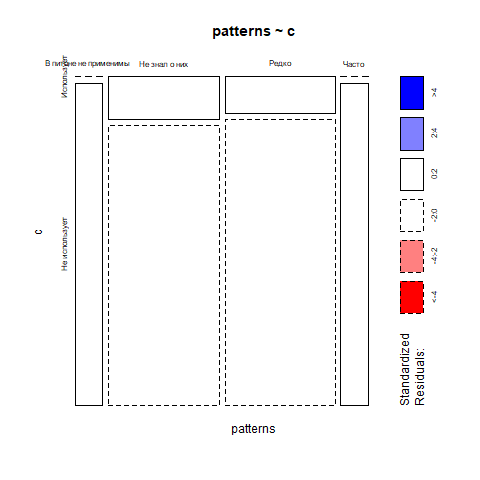 patterns ~ c
В питоне не применимы
Не знал о них
Редко
Часто
Использует
Не использует
c
patterns
Standardized
Residuals:
<-4
-4:-2
-2:0
0:2
2:4
>4